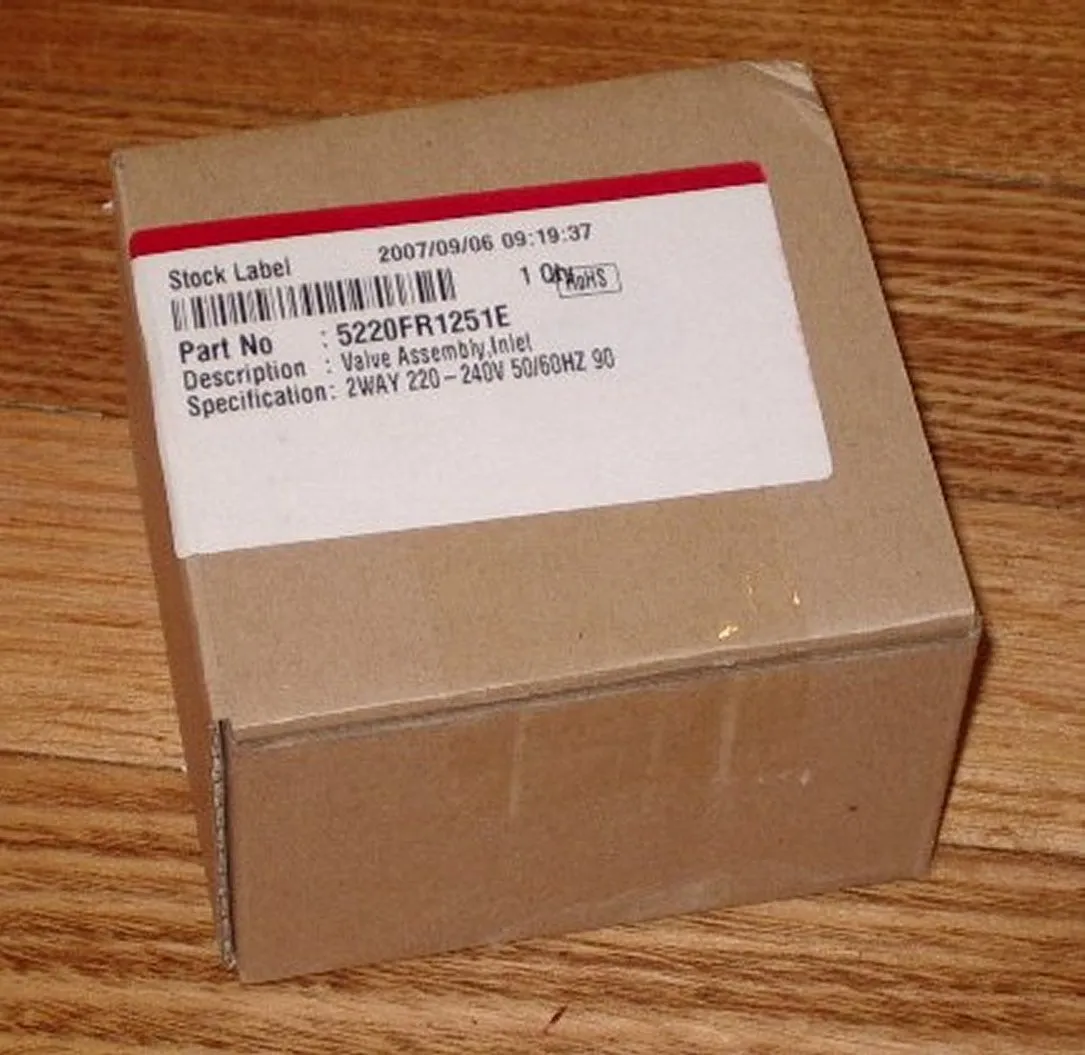 Stock Label 2007/09/06 09:19:37
1 Qty RoHS
Part No : 5220FR1251E
Description : Valve Assembly,Inlet
Specification: 2WAY 220-240V 50/60HZ 90